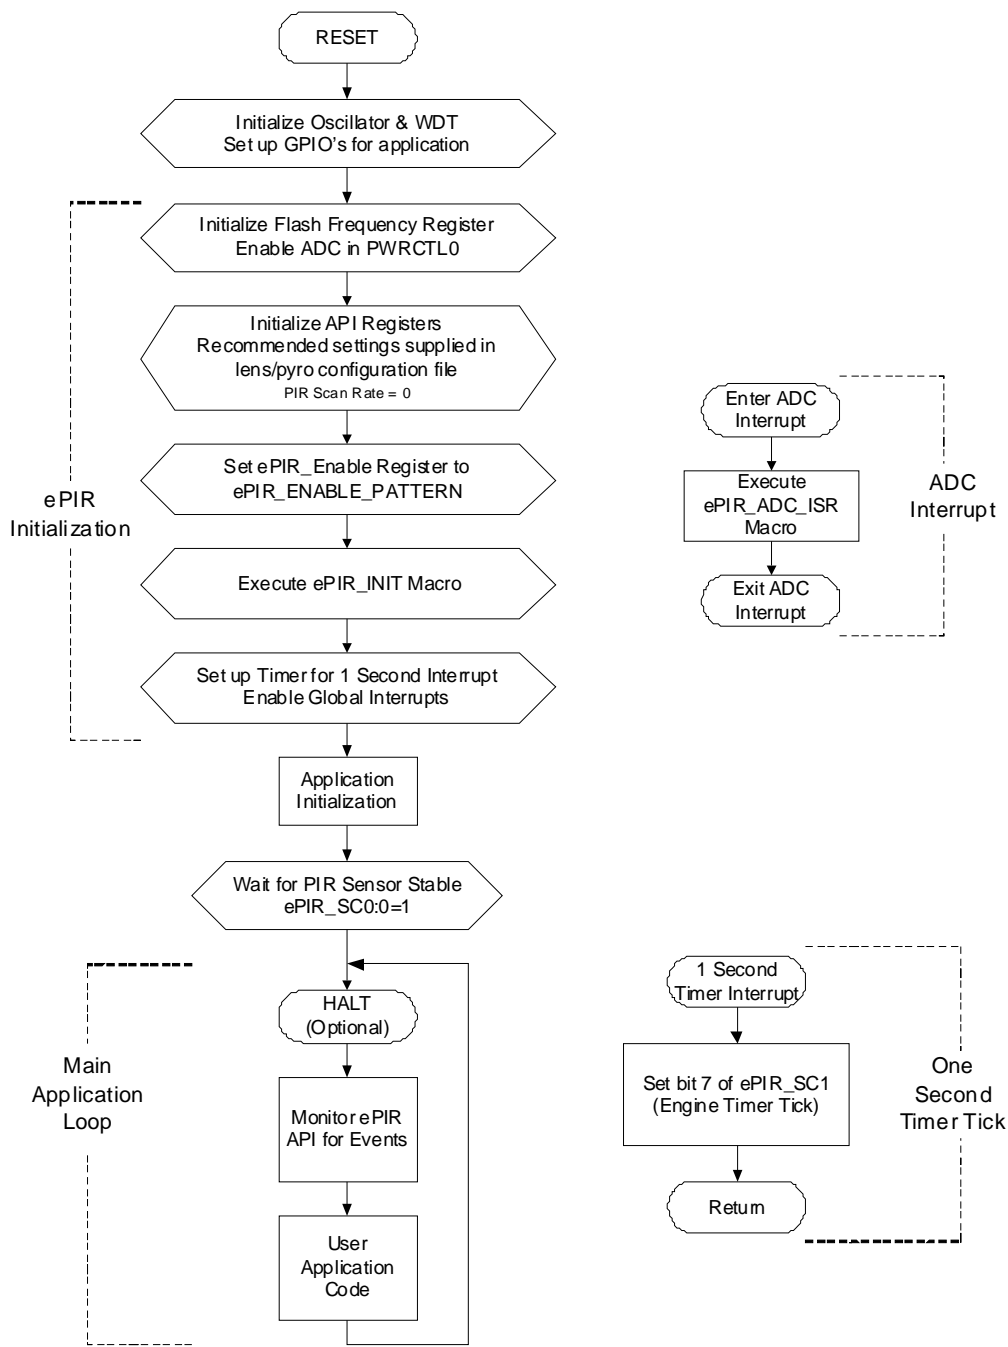 RESET
Initialize Oscillator & WDT
Set up GPIO's for application
Initialize Flash Frequency Register
Enable ADC in PWRCTL0
Initialize API Registers
Recommended settings supplied in
lens/pyro configuration file
PIR Scan Rate = 0
Set ePIR_Enable Register to
ePIR_ENABLE_PATTERN
Execute ePIR_INIT Macro
Set up Timer for 1 Second Interrupt
Enable Global Interrupts
ePIR
Initialization
Application
Initialization
Wait for PIR Sensor Stable
ePIR_SC0:0=1
HALT
(Optional)
Monitor ePIR
API for Events
User
Application
Code
Main
Application
Loop
Enter ADC
Interrupt
Execute
ePIR_ADC_ISR
Macro
Exit ADC
Interrupt
ADC
Interrupt
1 Second
Timer Interrupt
Set bit 7 of ePIR_SC1
(Engine Timer Tick)
Return
One
Second
Timer Tick